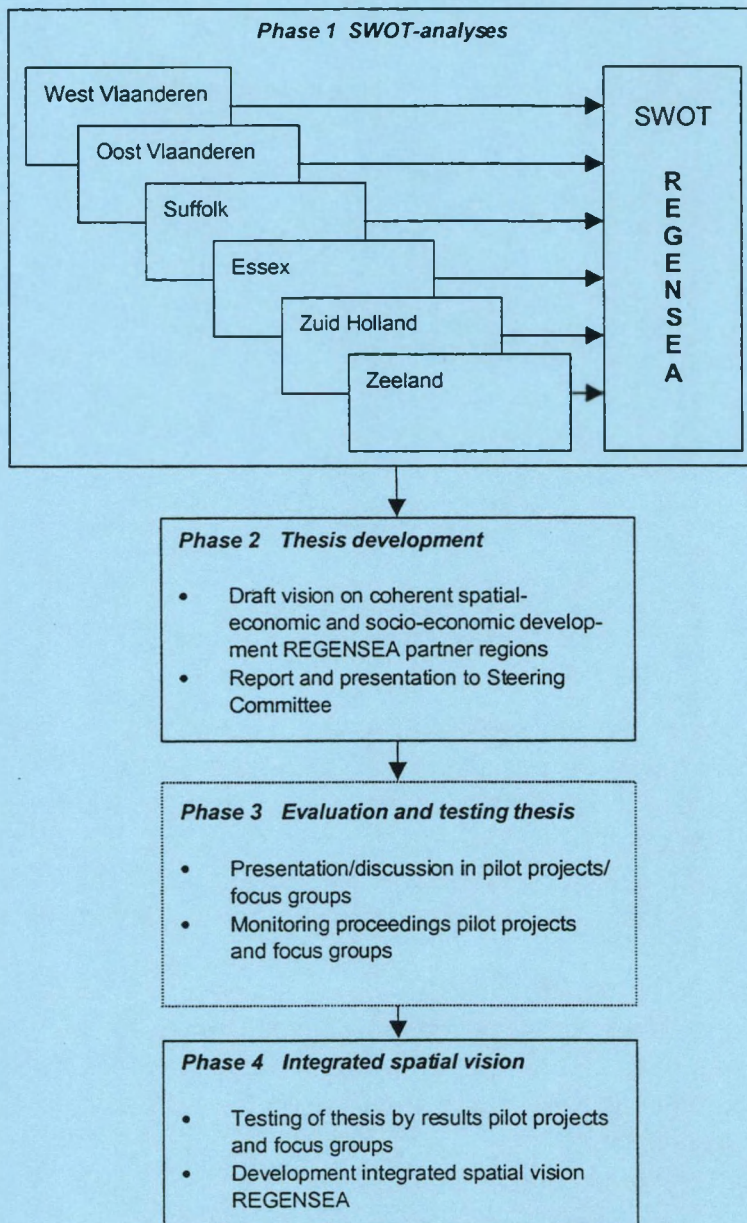 Phase 1 SWOT-analyses
West Vlaanderen
Oost Vlaanderen
Suffolk
Essex
Zuid Holland
Zeeland
SWOT
REGENSEA
Phase 2 Thesis development
• Draft vision on coherent spatial-
economic and socio-economic develop-
ment REGENSEA partner regions
• Report and presentation to Steering
Committee
Phase 3 Evaluation and testing thesis
• Presentation/discussion in pilot projects/
focus groups
• Monitoring proceedings pilot projects
and focus groups
Phase 4 Integrated spatial vision
• Testing of thesis by results pilot projects
and focus groups
• Development integrated spatial vision
REGENSEA